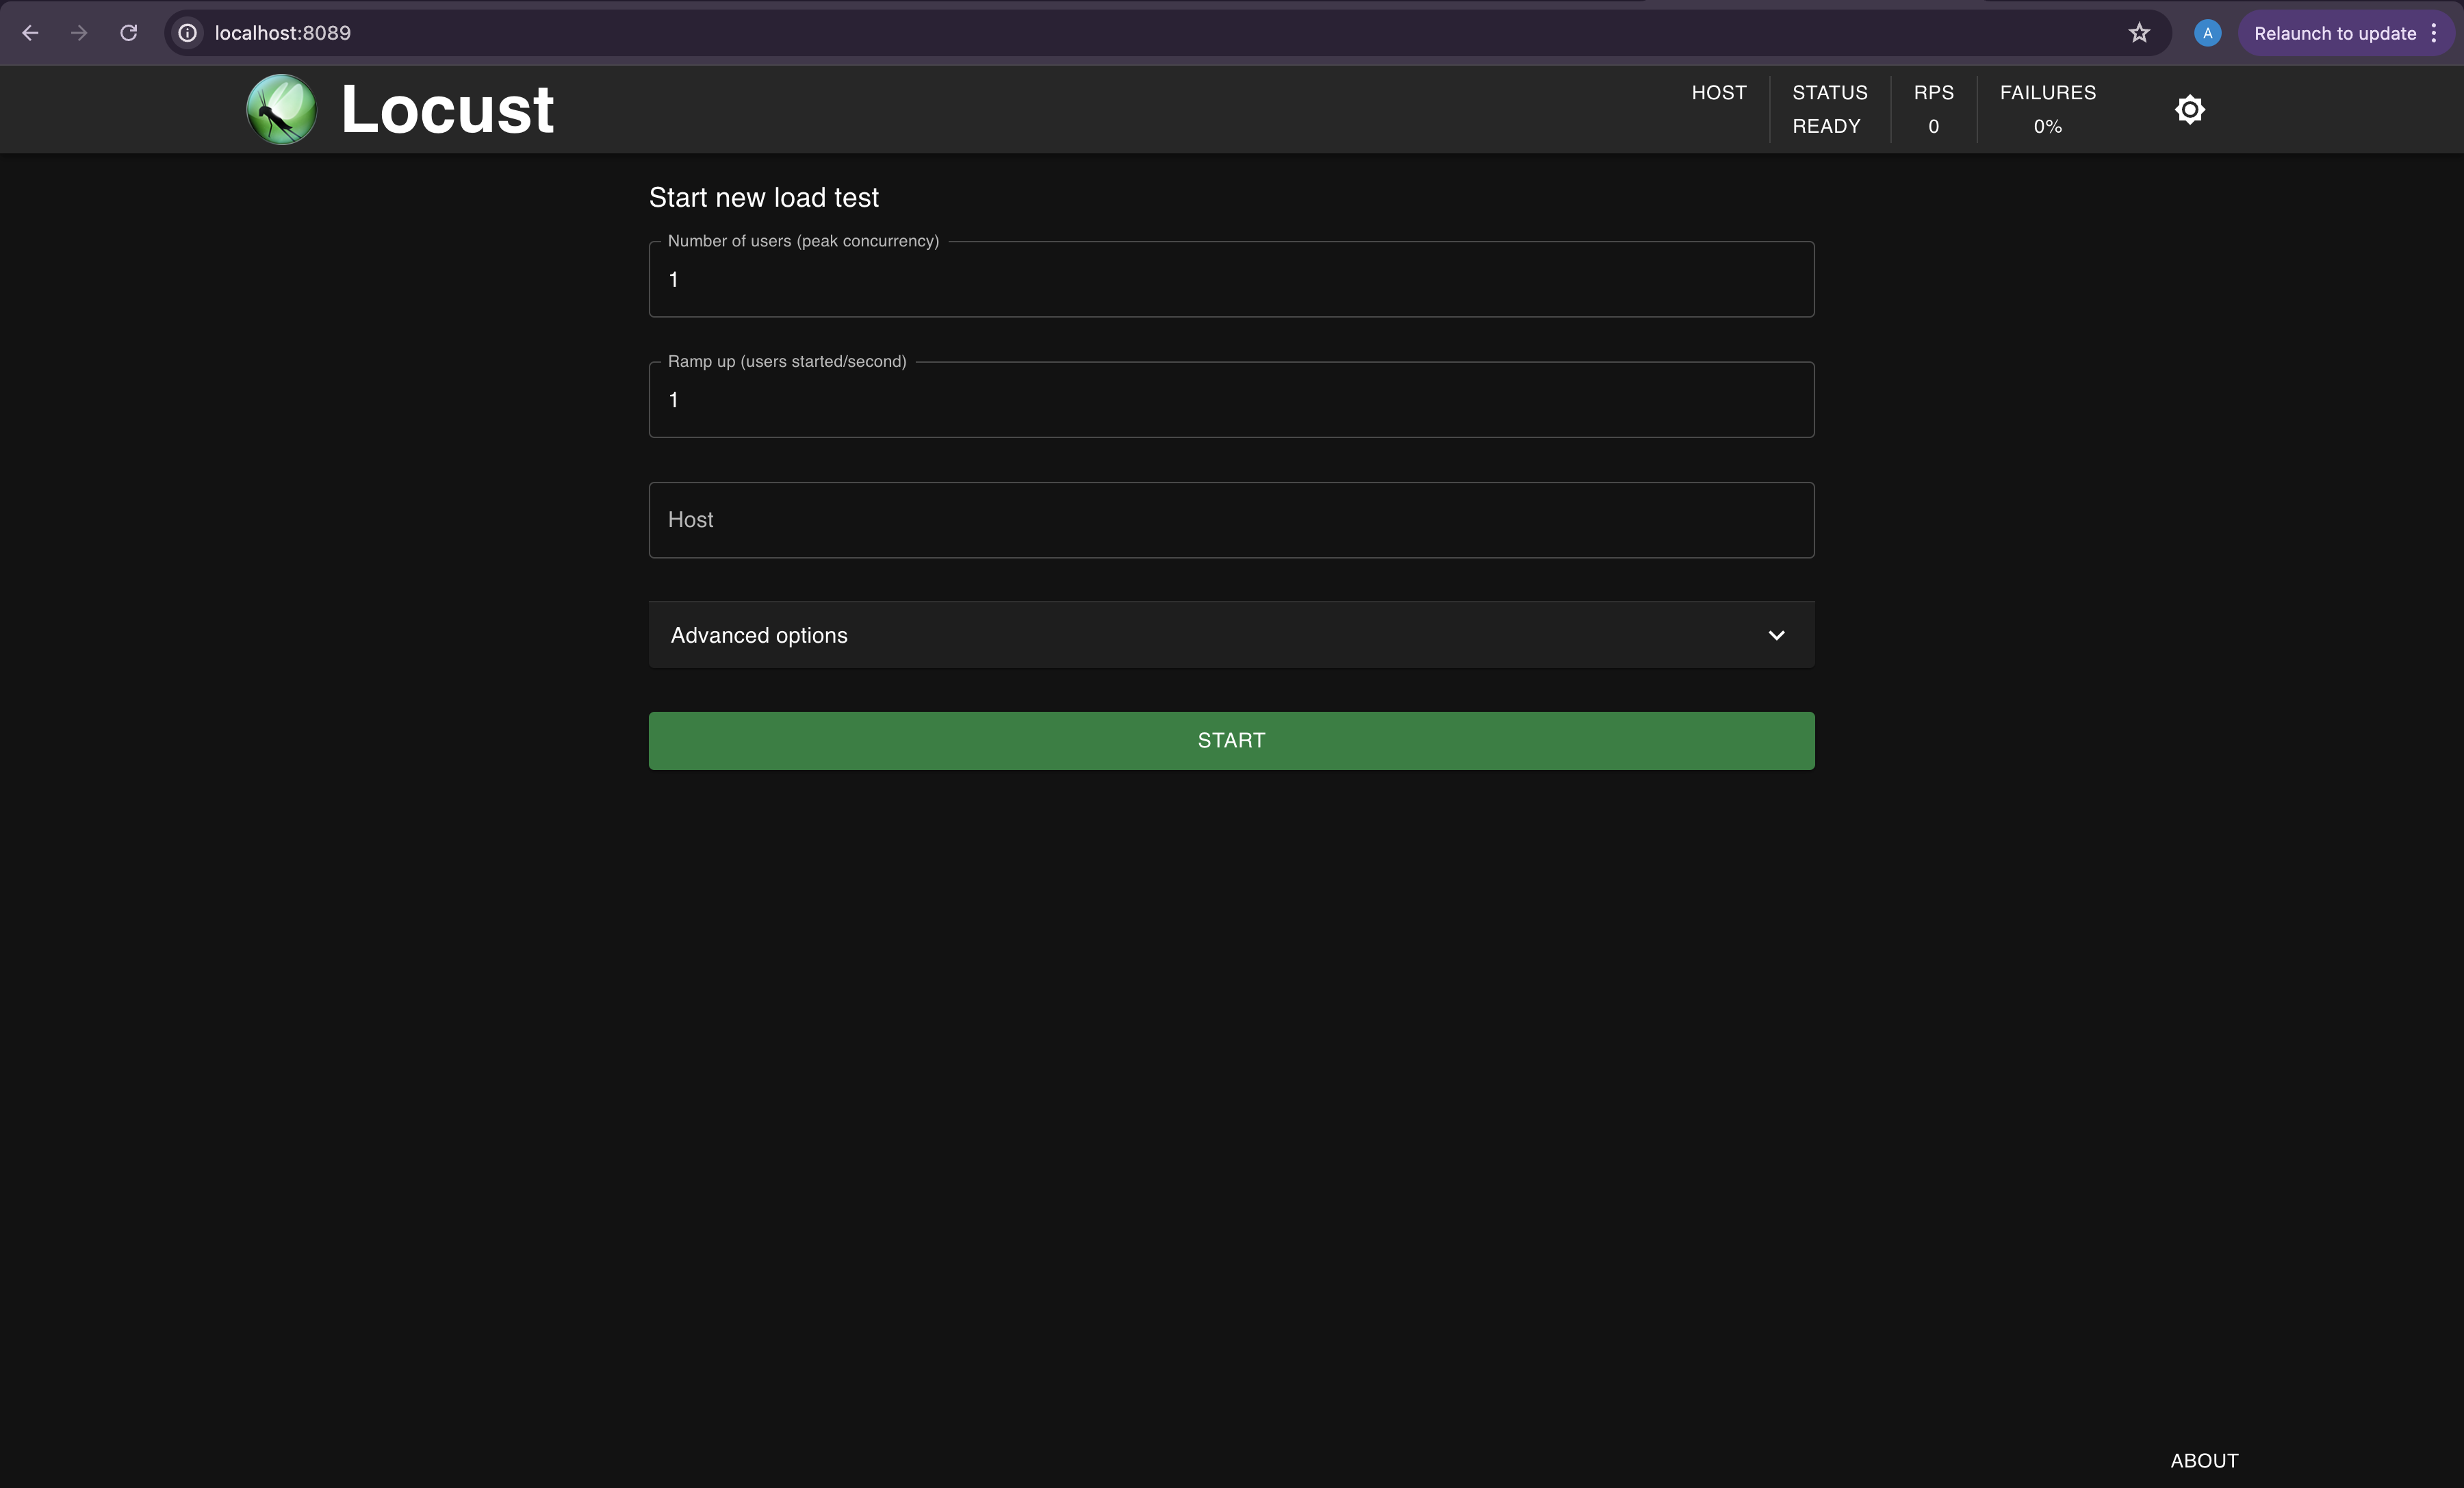 localhost:8089
A
Relaunch to update
Locust
HOST
STATUS
READY
RPS
0
FAILURES
0%
Start new load test
Number of users (peak concurrency)
1
Ramp up (users started/second)
1
Host
Advanced options
START
ABOUT